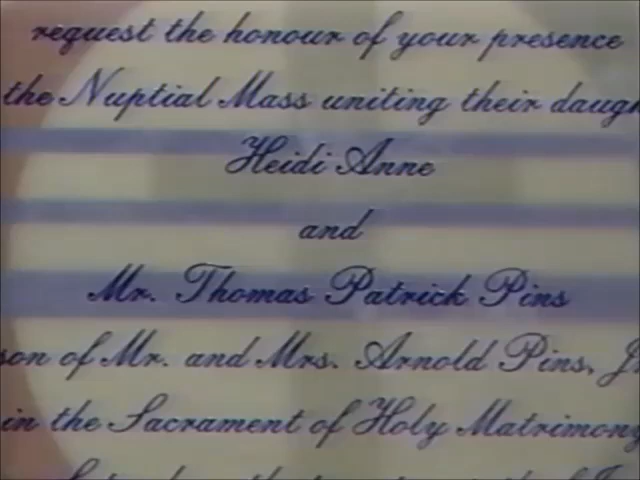 request the honour of your presence
the Nuptial Mass uniting their
Heidi Anne
and
Mr. Thomas Patrick Pins
son of Mr. and Mrs. Arnold Pins,
in the Sacrament of Holy Matrimony